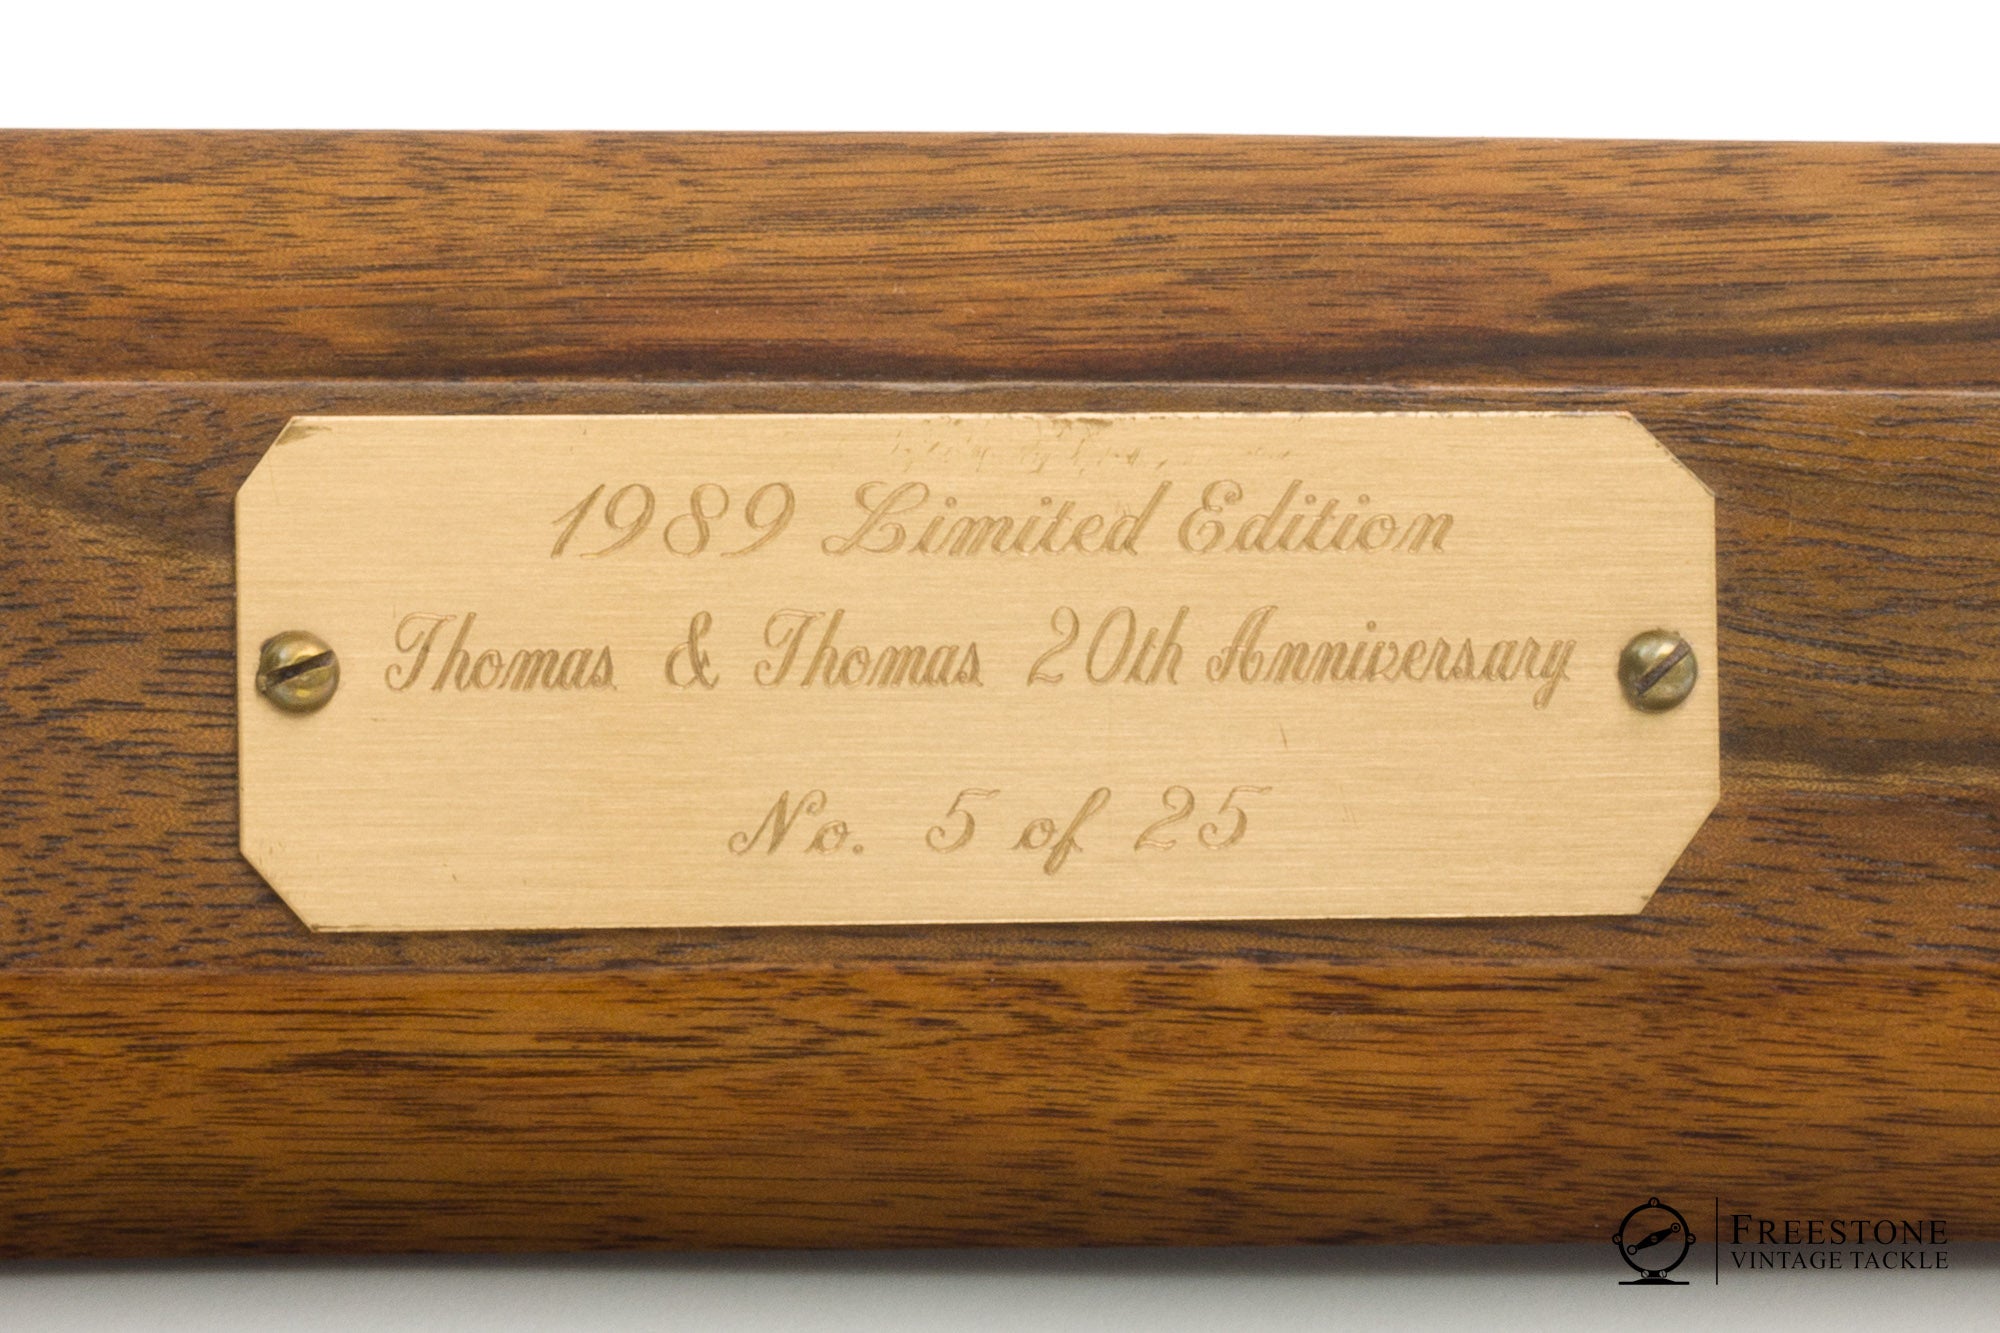 1989 Limited Edition
Thomas & Thomas 20th Anniversary
No. 5 of 25
FREESTONE
VINTAGE TACKLE